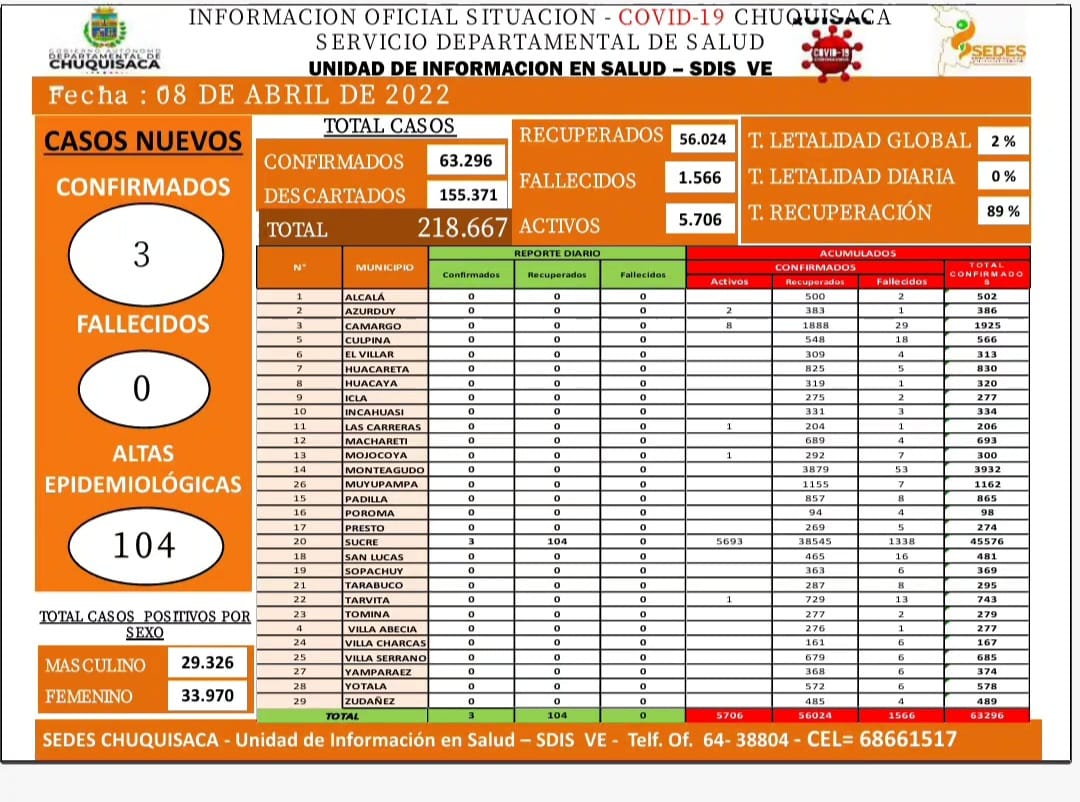 GOBIERNO AUTÓNOMO
DEPARTAMENTAL DE
CHUQUISACA
INFORMACION OFICIAL SITUACION - COVID-19 CHUQUISACA
SERVICIO DEPARTAMENTAL DE SALUD
UNIDAD DE INFORMACION EN SALUD – SDIS VE
COVID-19
SEDES
Fecha : 08 DE ABRIL DE 2022
CASOS NUEVOS
CONFIRMADOS
3
FALLECIDOS
0
ALTAS
EPIDEMIOLÓGICAS
104
TOTAL CASOS POSITIVOS POR
SEXO
MASCULINO 29.326
FEMENINO 33.970
TOTAL CASOS
CONFIRMADOS 63.296
DESCARTADOS 155.371
TOTAL 218.667
RECUPERADOS 56.024
FALLECIDOS 1.566
ACTIVOS 5.706
T. LETALIDAD GLOBAL 2 %
T. LETALIDAD DIARIA 0 %
T. RECUPERACIÓN 89 %
N° MUNICIPIO REPORTE DIARIO ACUMULADOS
CONFIRMADOS TOTAL CONFIRMADOS
Confirmados Recuperados Fallecidos Activos Recuperados Fallecidos
1 ALCALÁ 0 0 0 500 2 502
2 AZURDUY 0 0 0 2 383 1 386
3 CAMARGO 0 0 0 8 1888 29 1925
5 CULPINA 0 0 0 548 18 566
6 EL VILLAR 0 0 0 309 4 313
7 HUACARETA 0 0 0 825 5 830
8 HUACAYA 0 0 0 319 1 320
9 ICLA 0 0 0 275 2 277
10 INCAHUASI 0 0 0 331 3 334
11 LAS CARRERAS 0 0 0 1 204 1 206
12 MACHARETI 0 0 0 689 4 693
13 MOJOCOYA 0 0 0 1 292 7 300
14 MONTEAGUDO 0 0 0 3879 53 3932
26 MUYUPAMPA 0 0 0 1155 7 1162
15 PADILLA 0 0 0 857 8 865
16 POROMA 0 0 0 94 4 98
17 PRESTO 0 0 0 269 5 274
20 SUCRE 3 104 0 5693 38545 1338 45576
18 SAN LUCAS 0 0 0 465 16 481
19 SOPACHUY 0 0 0 363 6 369
21 TARABUCO 0 0 0 287 8 295
22 TARVITA 0 0 0 1 729 13 743
23 TOMINA 0 0 0 277 2 279
4 VILLA ABECIA 0 0 0 276 1 277
24 VILLA CHARCAS 0 0 0 161 6 167
25 VILLA SERRANO 0 0 0 679 6 685
27 YAMPARAEZ 0 0 0 368 6 374
28 YOTALA 0 0 0 572 6 578
29 ZUDAÑEZ 0 0 0 485 4 489
TOTAL 3 104 0 5706 56024 1566 63296
SEDES CHUQUISACA - Unidad de Información en Salud – SDIS VE - Telf. Of. 64- 38804 - CEL= 68661517